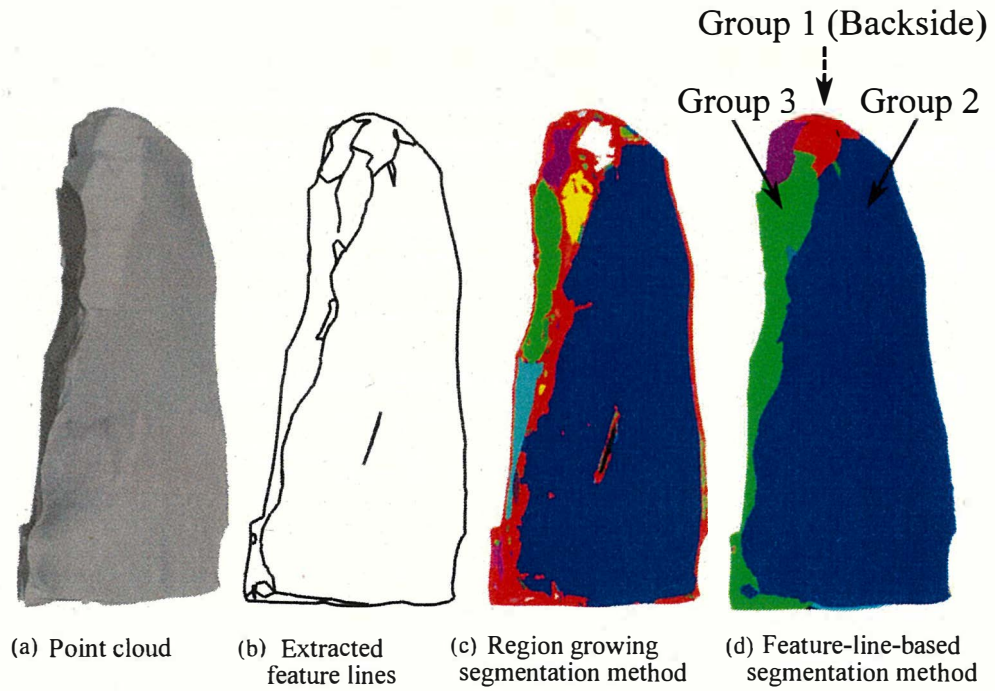 Group 1 (Backside)
Group 3
Group 2
(a) Point cloud
(b) Extracted
feature lines
(c) Region growing
segmentation method
(d) Feature-line-based
segmentation method